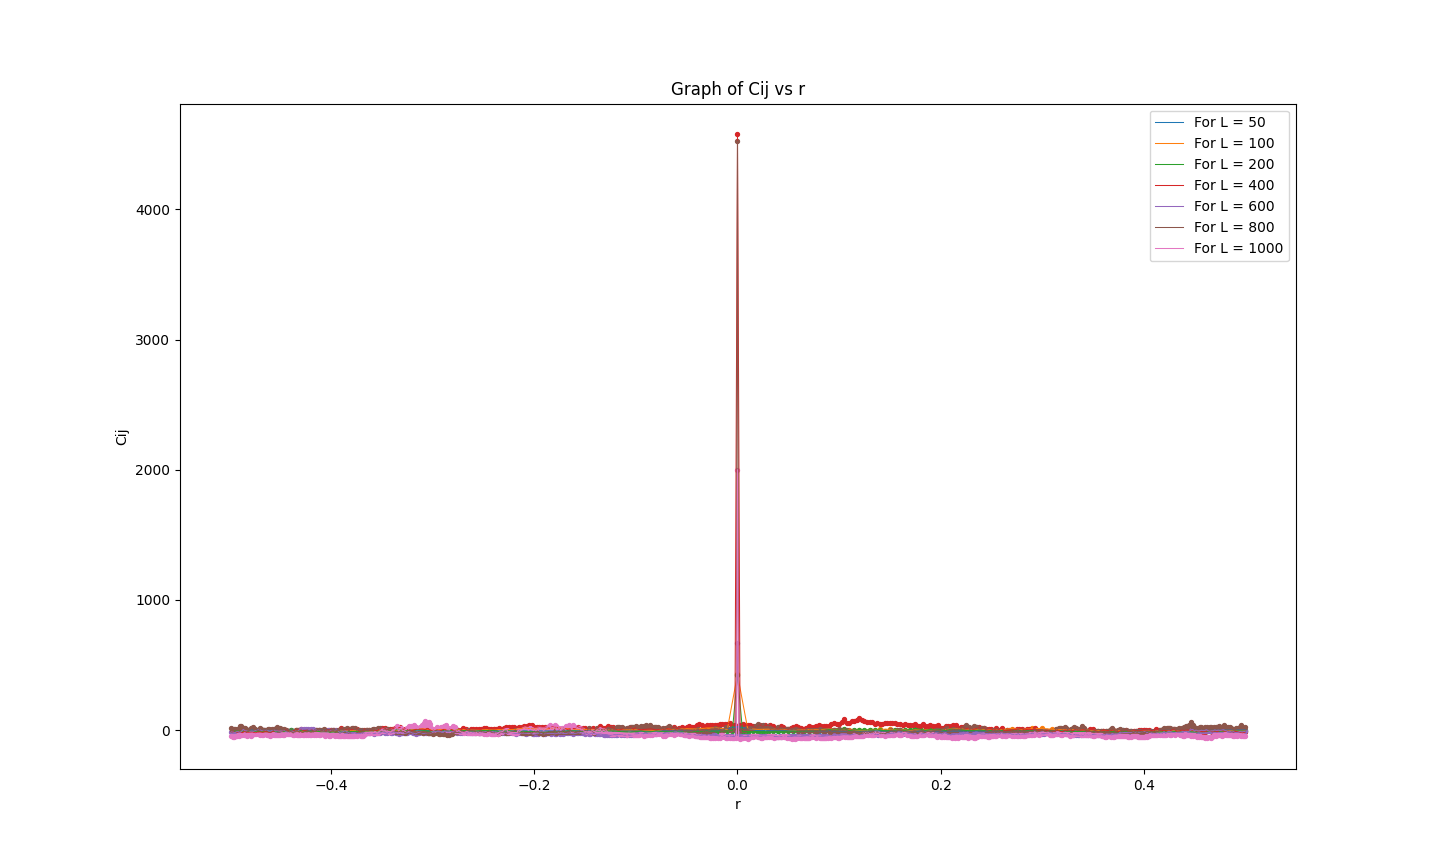 Graph of Cij vs r
For L = 50
For L = 100
For L = 200
For L = 400
For L = 600
For L = 800
For L = 1000
4000
3000
2000
1000
0
Cij
−0.4
−0.2
0.0
0.2
0.4
r